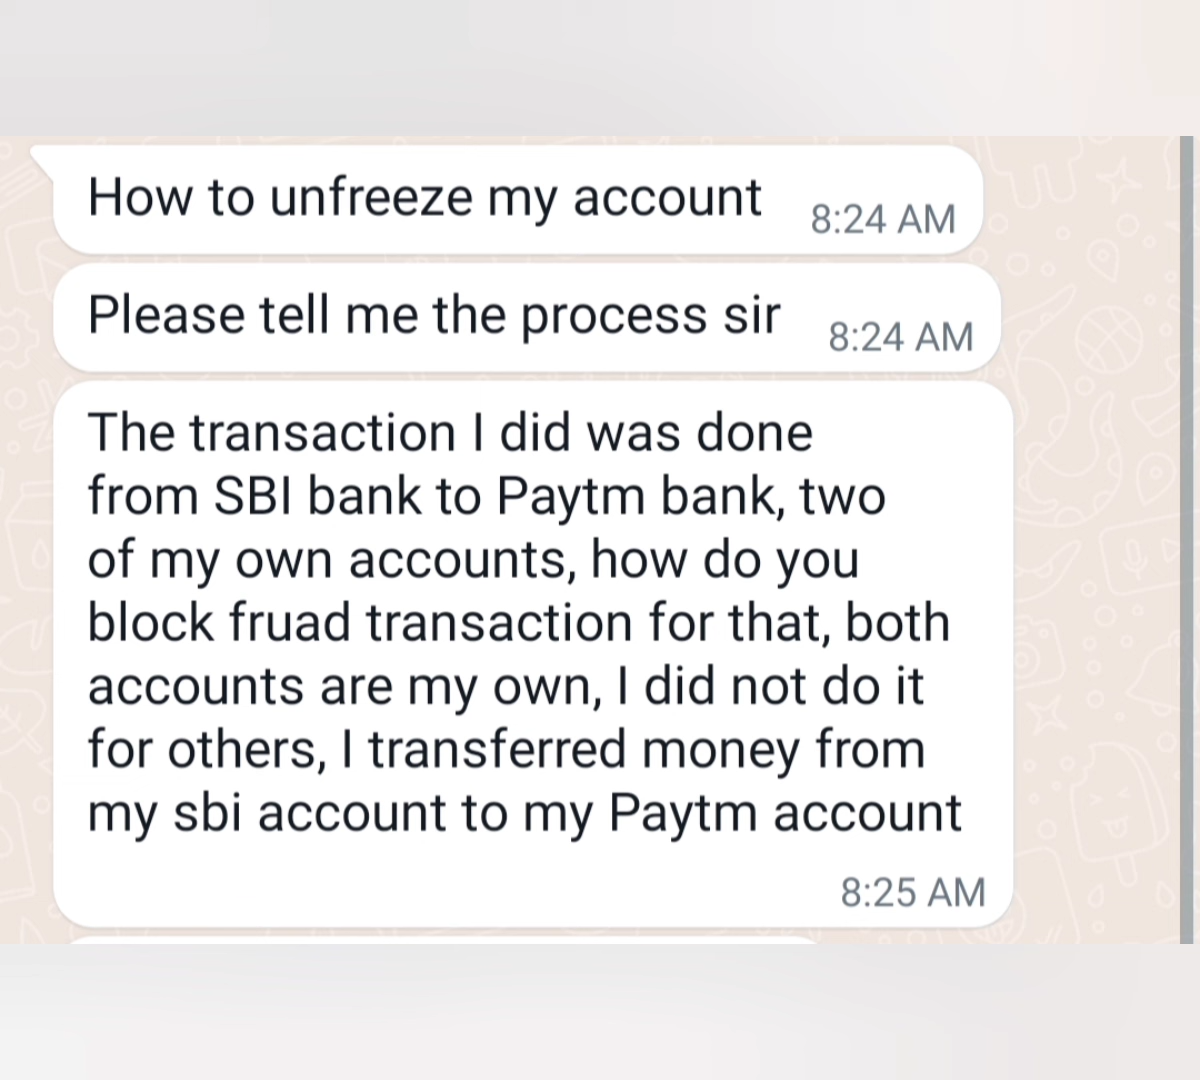 How to unfreeze my account
8:24 AM
Please tell me the process sir
8:24 AM
The transaction I did was done
from SBI bank to Paytm bank, two
of my own accounts, how do you
block fruad transaction for that, both
accounts are my own, I did not do it
for others, I transferred money from
my sbi account to my Paytm account
8:25 AM